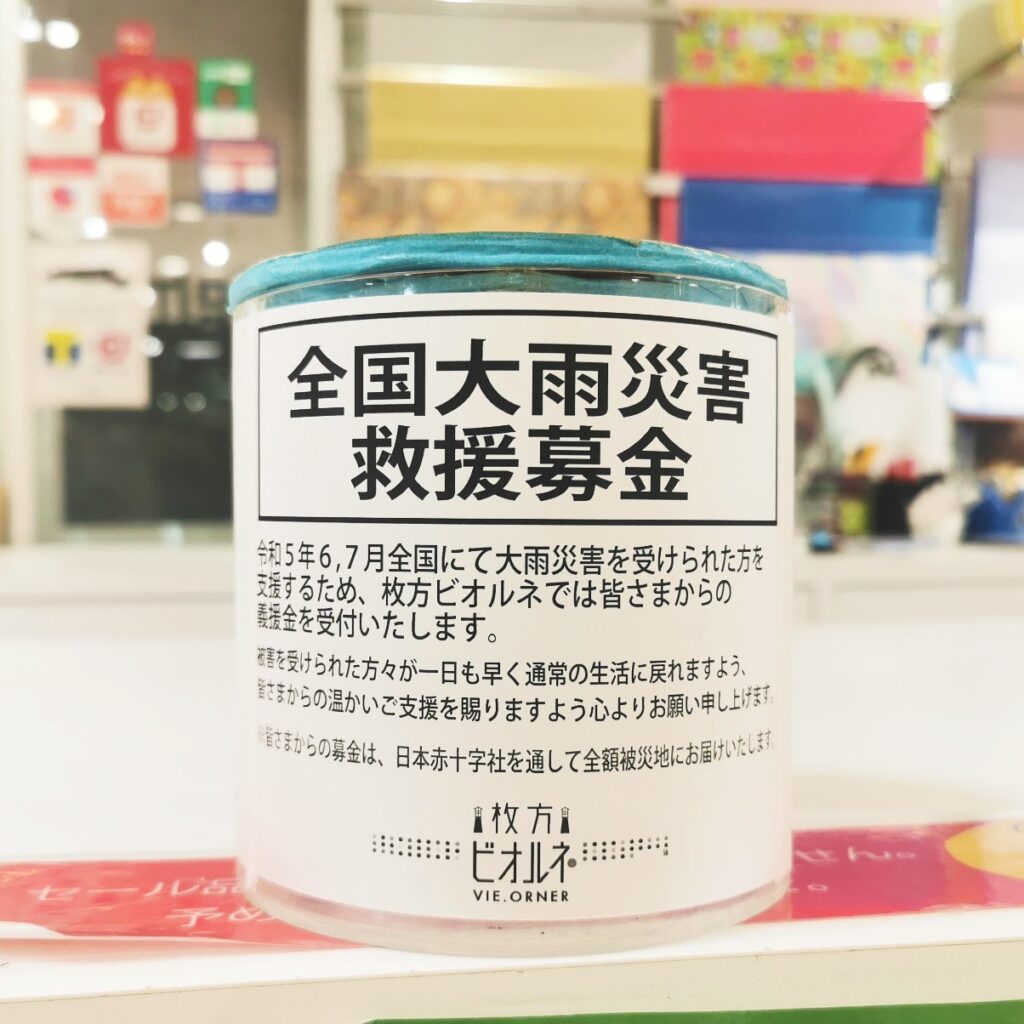 全国大雨災害
救援募金
令和5年6,7月全国にて大雨災害を受けられた方を
支援するため、枚方ビオルネでは皆さまからの
義援金を受付いたします。
被害を受けられた方々が一日も早く通常の生活に戻れますよう、
皆さまからの温かいご支援を賜りますよう心よりお願い申し上げます。
※皆さまからの募金は、日本赤十字社を通して全額被災地にお届けいたします。
枚方
ビオルネ
VIE.ORNER
セール品
予め
せん。